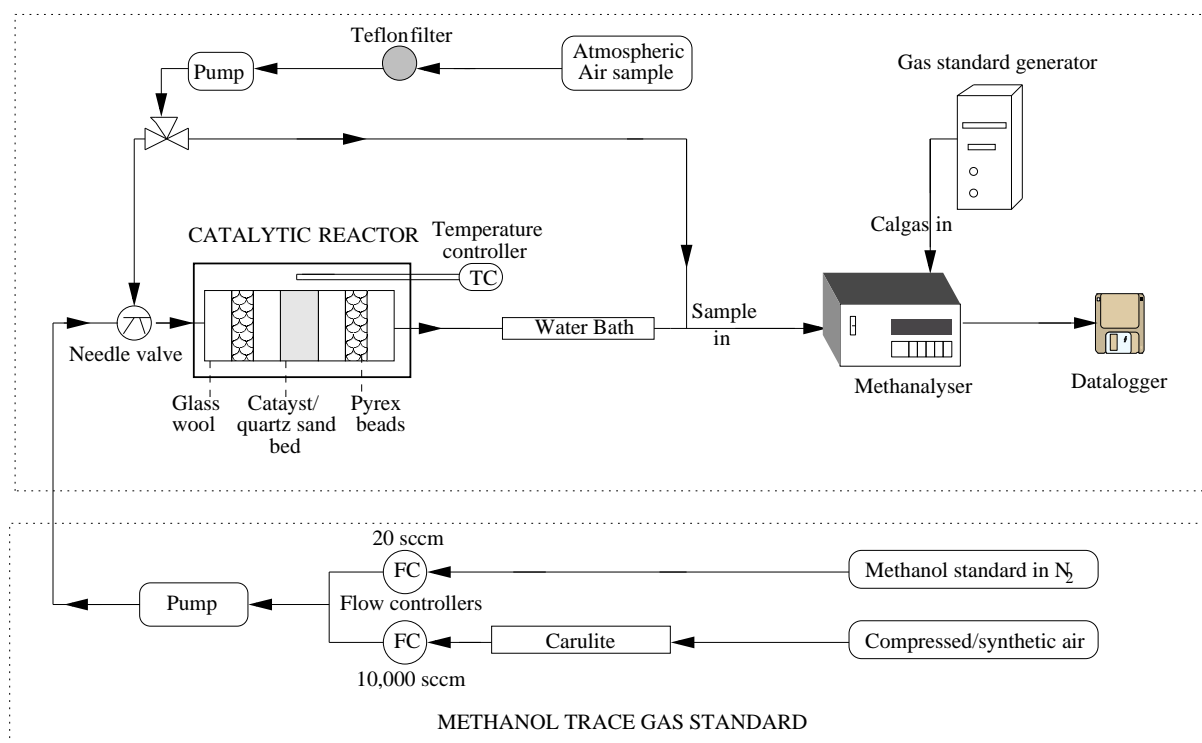 Teflon filter
Pump
Atmospheric
Air sample
Gas standard generator
Calgas in
CATALYTIC REACTOR
Temperature
controller
TC
Needle valve
Water Bath
Sample
in
Methanalyser
Datalogger
Glass
wool
Catayst/
quartz sand
bed
Pyrex
beads
20 sccm
FC
Methanol standard in N2
Pump
Flow controllers
FC
Carulite
Compressed/synthetic air
10,000 sccm
METHANOL TRACE GAS STANDARD